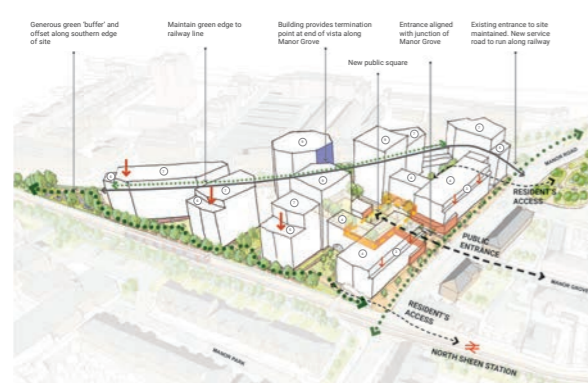 Generous green 'buffer' and
offset along southern edge
of site
Maintain green edge to
railway line
Building provides termination
point at end of vista along
Manor Grove
Entrance aligned
with junction of
Manor Grove
Existing entrance to site
maintained. New service
road to run along railway
New public square
MANOR ROAD
RESIDENT'S
ACCESS
PUBLIC
ENTRANCE
MANOR GROVE
RESIDENT'S
ACCESS
NORTH SHEEN STATION
MANOR PARK